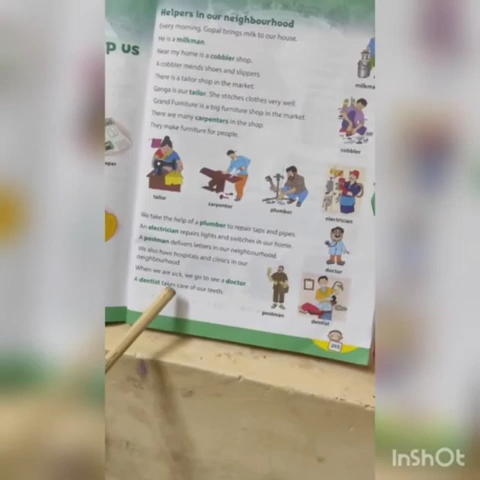 p us
Helpers in our neighbourhood
Every morning, Gopal brings milk to our house.
He is a milkman.
Near my home is a cobbler shop.
A cobbler mends shoes and slippers.
There is a tailor shop in the market.
Ganga is our tailor. She stitches clothes very well.
Grand Furniture is a big furniture shop in the market.
There are many carpenters in the shop.
They make furniture for people.
milkma
cobbler
tailor
carpenter
plumber
electrician
We take the help of a plumber to repair taps and pipes.
An electrician repairs lights and switches in our home.
A postman delivers letters in our neighbourhood.
We also have hospitals and clinics in our
neighbourhood.
When we are sick, we go to see a doctor.
A dentist takes care of our teeth.
doctor
postman
dentist
InShOt